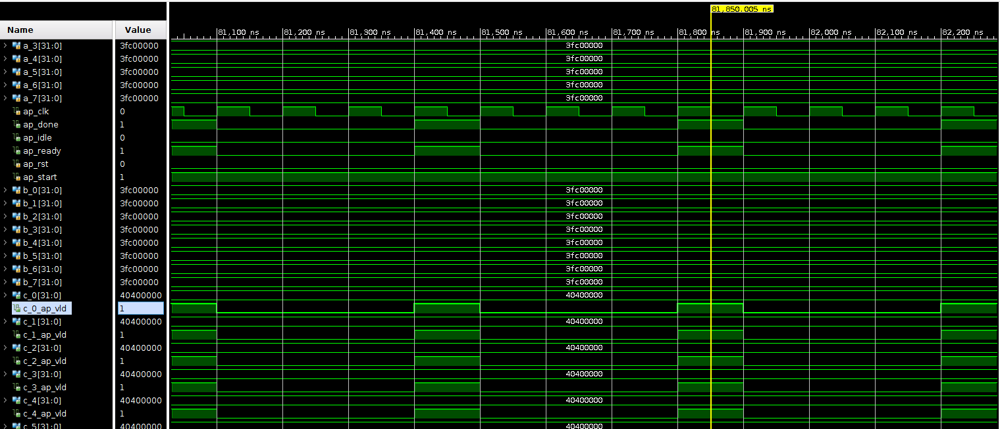 81,850.005 ns
Name Value 81,100 ns 81,200 ns 81,300 ns 81,400 ns 81,500 ns 81,600 ns 81,700 ns 81,800 ns 81,900 ns 82,000 ns 82,100 ns 82,200 ns
a_3[31:0] 3fc00000 3fc00000
a_4[31:0] 3fc00000 3fc00000
a_5[31:0] 3fc00000 3fc00000
a_6[31:0] 3fc00000 3fc00000
a_7[31:0] 3fc00000 3fc00000
ap_clk 0
ap_done 1
ap_idle 0
ap_ready 1
ap_rst 0
ap_start 1
b_0[31:0] 3fc00000 3fc00000
b_1[31:0] 3fc00000 3fc00000
b_2[31:0] 3fc00000 3fc00000
b_3[31:0] 3fc00000 3fc00000
b_4[31:0] 3fc00000 3fc00000
b_5[31:0] 3fc00000 3fc00000
b_6[31:0] 3fc00000 3fc00000
b_7[31:0] 3fc00000 3fc00000
c_0[31:0] 40400000 40400000
c_0_ap_vld 1
c_1[31:0] 40400000 40400000
c_1_ap_vld 1
c_2[31:0] 40400000 40400000
c_2_ap_vld 1
c_3[31:0] 40400000 40400000
c_3_ap_vld 1
c_4[31:0] 40400000 40400000
c_4_ap_vld 1
c_5[31:0] 40400000 40400000